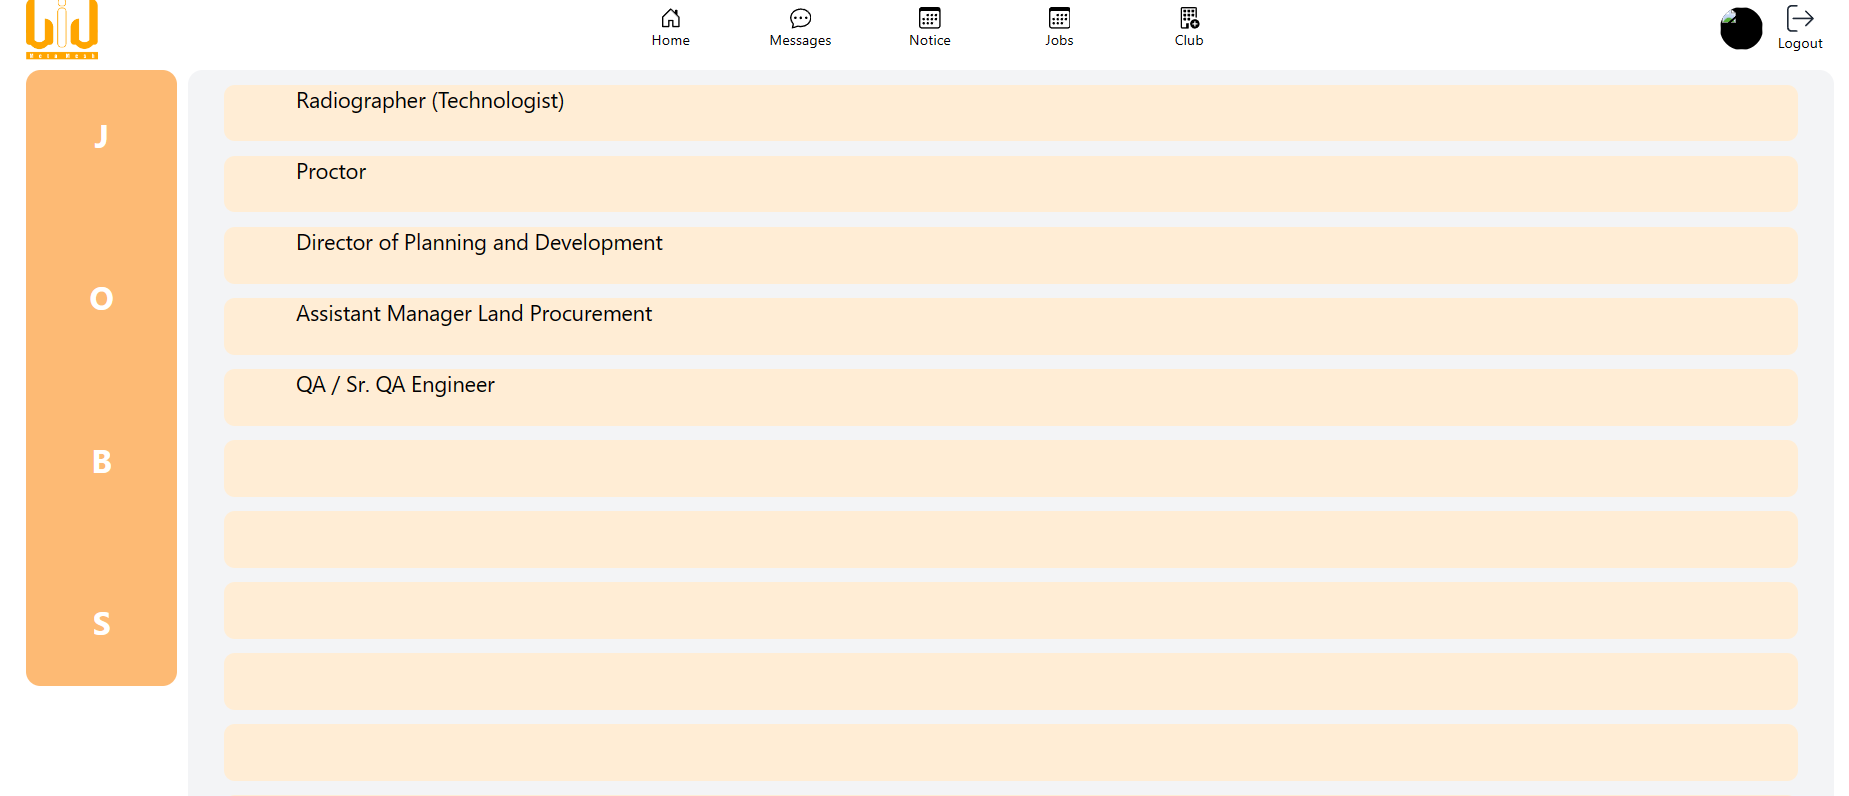 Home
Messages
Notice
Jobs
Club
Logout
J
O
B
S
Radiographer (Technologist)
Proctor
Director of Planning and Development
Assistant Manager Land Procurement
QA / Sr. QA Engineer